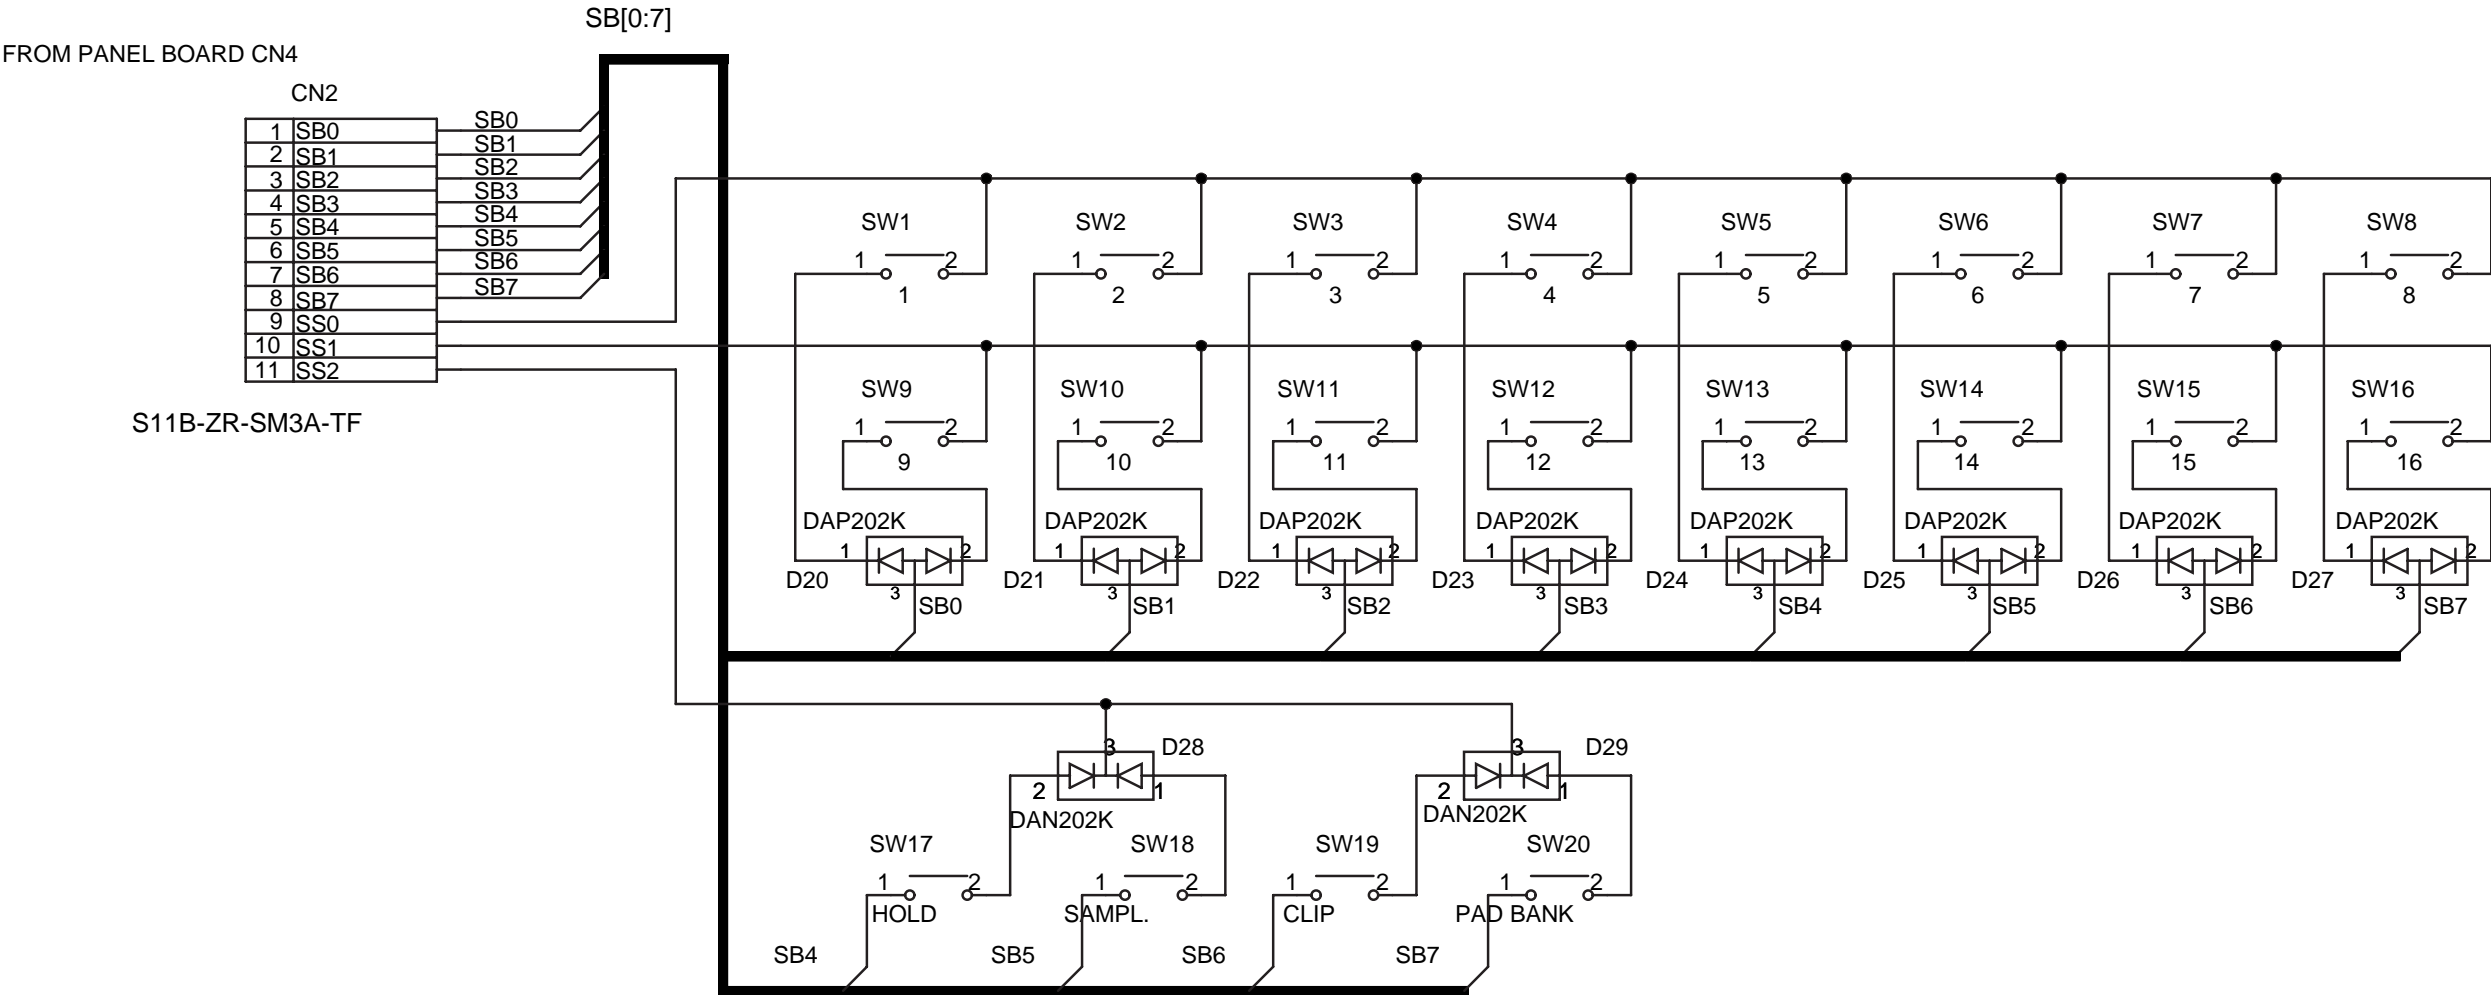 SB[0:7]
FROM PANEL BOARD CN4
CN2
1 SB0 SB0
2 SB1 SB1
3 SB2 SB2
4 SB3 SB3
5 SB4 SB4
6 SB5 SB5
7 SB6 SB6
8 SB7 SB7
9 SS0
10 SS1
11 SS2
S11B-ZR-SM3A-TF
SW1 SW2 SW3 SW4 SW5 SW6 SW7 SW8
1 2 1 2 1 2 1 2 1 2 1 2 1 2 1 2
1 2 3 4 5 6 7 8
SW9 SW10 SW11 SW12 SW13 SW14 SW15 SW16
1 2 1 2 1 2 1 2 1 2 1 2 1 2 1 2
9 10 11 12 13 14 15 16
DAP202K DAP202K DAP202K DAP202K DAP202K DAP202K DAP202K DAP202K
1 2 1 2 1 2 1 2 1 2 1 2 1 2 1 2
D20 D21 D22 D23 D24 D25 D26 D27
3 3 3 3 3 3 3 3
SB0 SB1 SB2 SB3 SB4 SB5 SB6 SB7
3 D28 3 D29
2 1 2 1
DAN202K DAN202K
SW17 SW18 SW19 SW20
1 2 1 2 1 2 1 2
HOLD SAMPL. CLIP PAD BANK
SB4 SB5 SB6 SB7